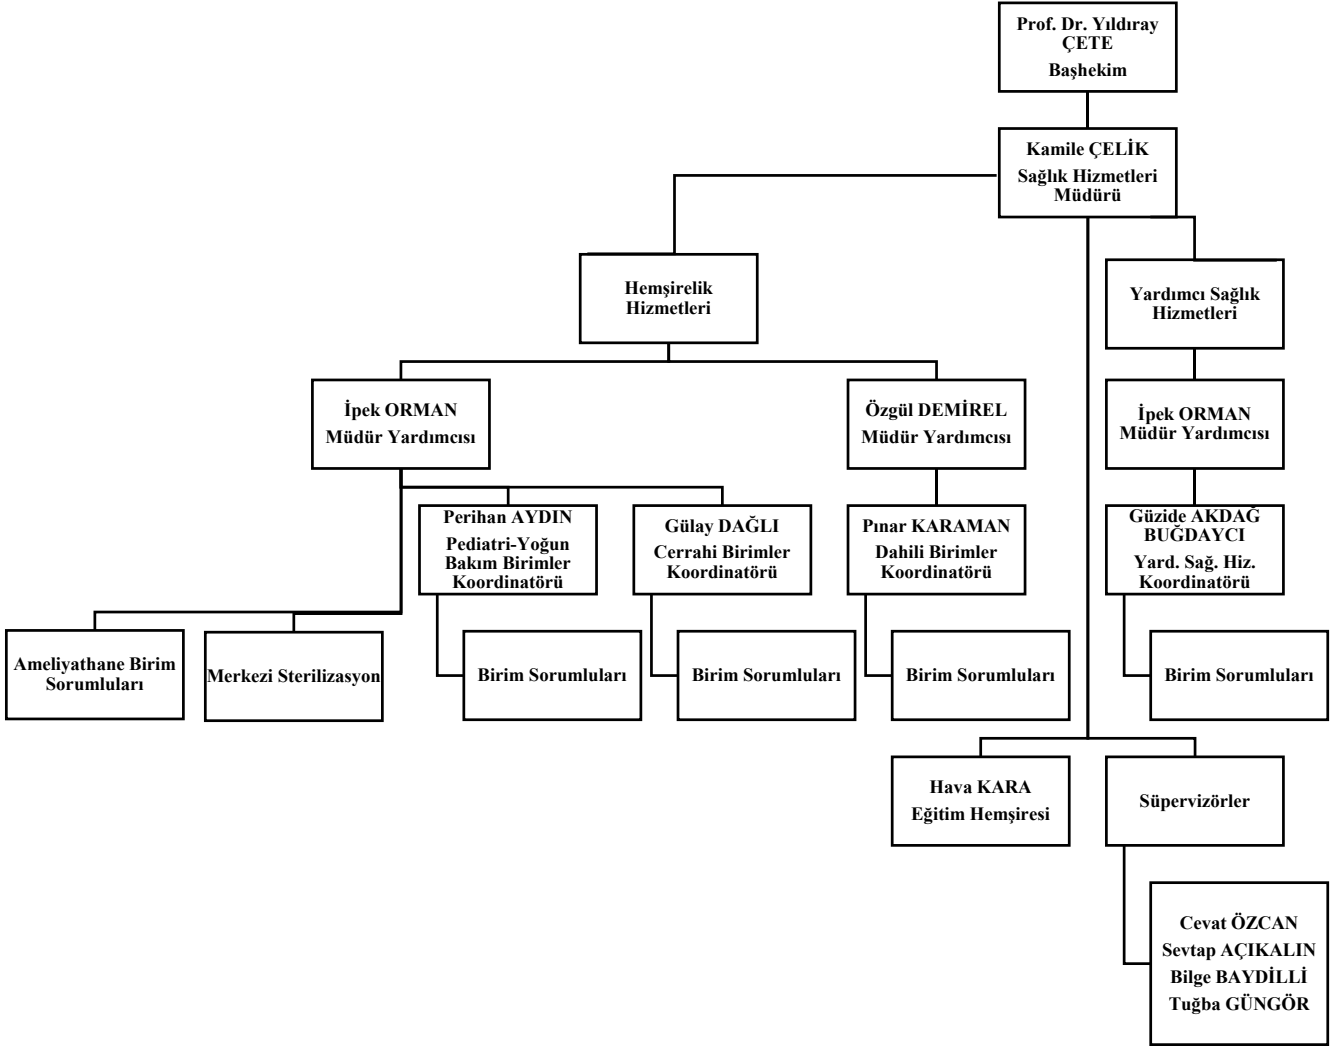 Prof. Dr. Yıldıray
ÇETE
Başhekim
Kamile ÇELİK
Sağlık Hizmetleri
Müdürü
Hemşirelik
Hizmetleri
Yardımcı Sağlık
Hizmetleri
İpek ORMAN
Müdür Yardımcısı
Özgül DEMİREL
Müdür Yardımcısı
İpek ORMAN
Müdür Yardımcısı
Perihan AYDIN
Pediatri-Yoğun
Bakım Birimler
Koordinatörü
Gülay DAĞLI
Cerrahi Birimler
Koordinatörü
Pınar KARAMAN
Dahili Birimler
Koordinatörü
Güzide AKDAĞ
BUĞDAYCI
Yard. Sağ. Hiz.
Koordinatörü
Ameliyathane Birim
Sorumluları
Merkezi Sterilizasyon
Birim Sorumluları
Birim Sorumluları
Birim Sorumluları
Birim Sorumluları
Hava KARA
Eğitim Hemşiresi
Süpervizörler
Cevat ÖZCAN
Sevtap AÇIKALIN
Bilge BAYDİLLİ
Tuğba GÜNGÖR